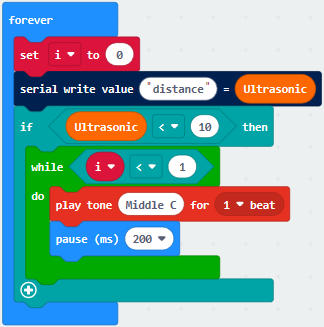 forever
set i to 0
serial write value "distance" = Ultrasonic
if Ultrasonic < 10 then
while i < 1
do
play tone Middle C for 1 beat
pause (ms) 200